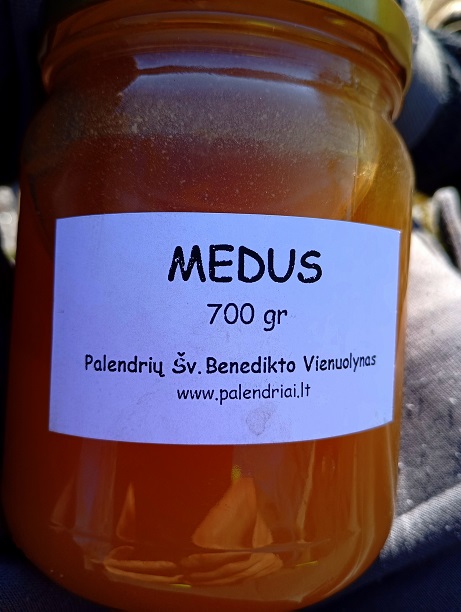 MEDUS
700 gr
Palendrių Šv. Benedikto Vienuolynas
www.palendriai.lt